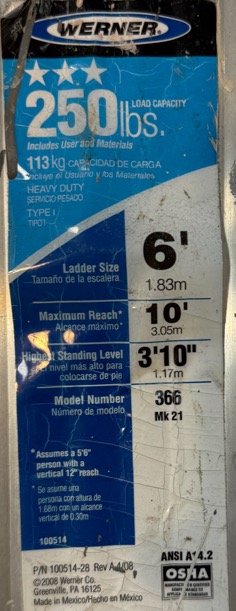 WERNER
250lbs.
LOAD CAPACITY
Includes User and Materials
113kg CAPACIDAD DE CARGA
Incluye el Usuario y los Materiales
HEAVY DUTY
SERVICIO PESADO
TYPE I
TIPO I
Ladder Size
Tamaño de la escalera
6'
1.83m
Maximum Reach*
Alcance máximo*
10'
3.05m
Highest Standing Level
El nivel más alto para
colocarse de pie
3'10"
1.17m
Model Number
Número de modelo
366
Mk 21
*Assumes a 5'6"
person with a
vertical 12" reach
*Se asume una
persona con altura de
1.68m con un alcance
vertical de 0.30m
100514
P/N 100514-28 Rev A 4/08
©2008 Werner Co.
Greenville, PA 16125
Made in Mexico/Hecho en México
ANSI A14.2
OSHA